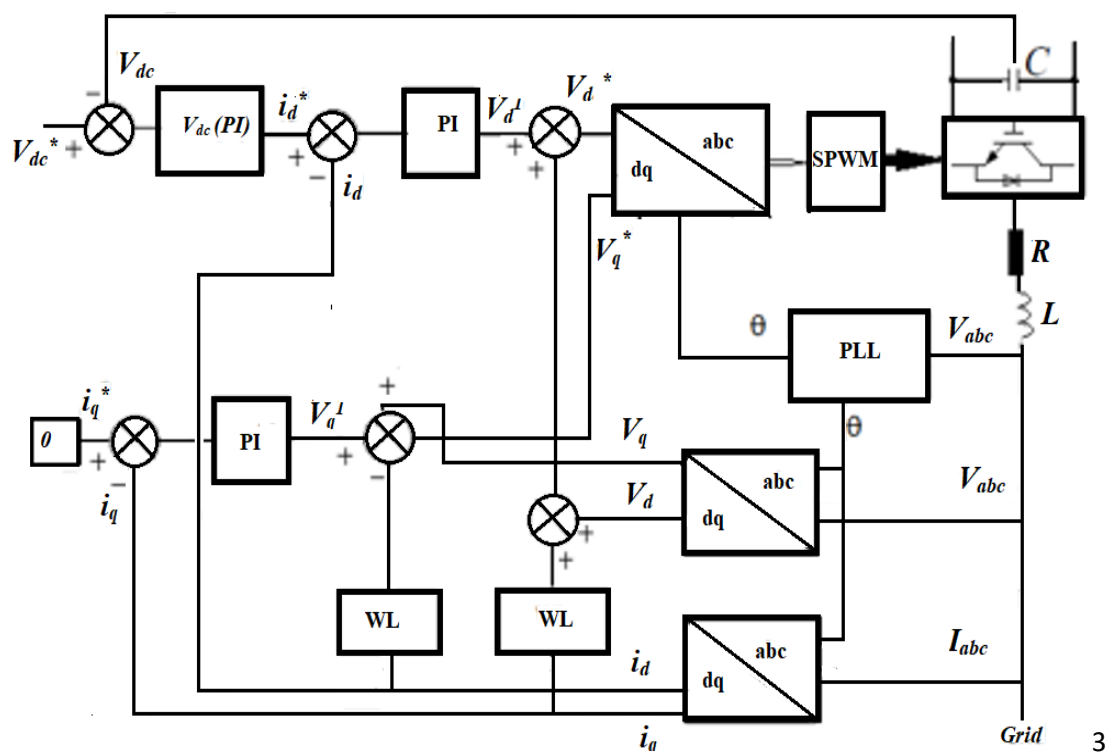 C
V_dc
V_dc*
+
−
V_dc (PI)
i_d*
+
−
i_d
PI
V_d^1
+
+
V_d*
abc
dq
SPWM
R
L
V_q*
θ
PLL
V_abc
θ
0
i_q*
+
−
i_q
PI
V_q^1
+
+
−
V_q
V_d
+
+
abc
dq
V_abc
WL
WL
i_d
abc
dq
I_abc
i_q
Grid
3